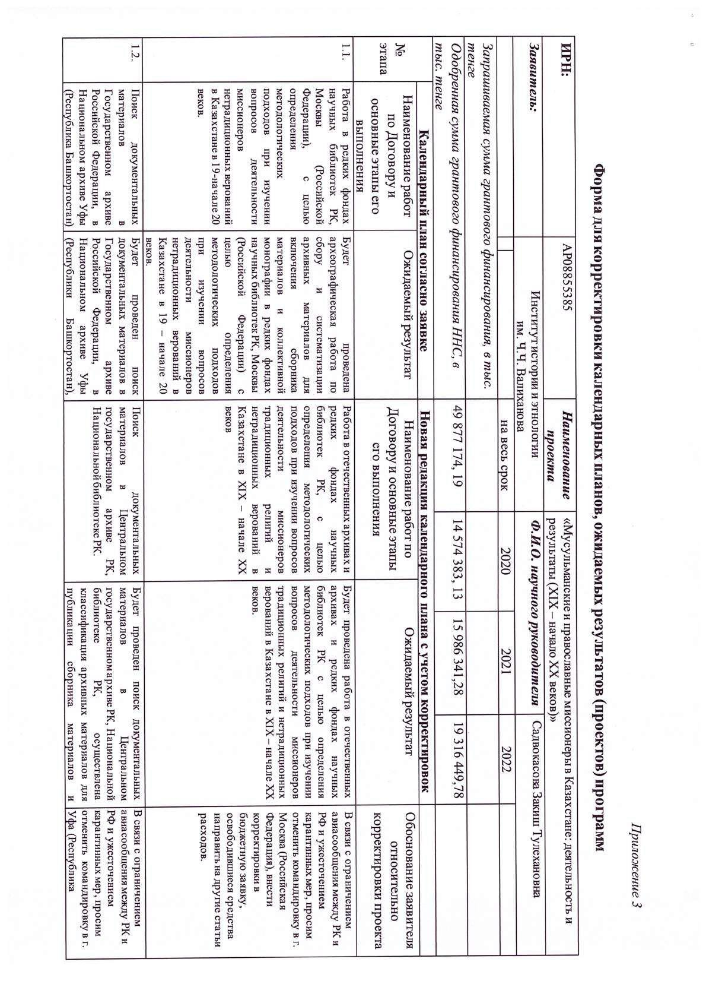 Приложение 3
Форма для корректировки календарных планов, ожидаемых результатов (проектов) программ
ИРН:
АР08855385
Наименование
проекта
«Мусульманские и православные миссионеры в Казахстане: деятельность и
результаты (XIX – начало XX веков)»
Заявитель:
Институт истории и этнологии
им. Ч.Ч. Валиханова
Ф.И.О. научного руководителя
Садвокасова Закиш Тулехановна
на весь срок
2020
2021
2022
Запрашиваемая сумма грантового финансирования, в тыс.
тенге
Одобренная сумма грантового финансирования ННС, в
тыс. тенге
49 877 174, 19
14 574 383, 13
15 986 341,28
19 316 449,78
Календарный план согласно заявке
Новая редакция календарного плана с учетом корректировок
№
этапа
Наименование работ
по Договору и
основные этапы его
выполнения
Ожидаемый результат
Наименование работ по
Договору и основные этапы
его выполнения
Ожидаемый результат
Обоснование заявителя
относительно
корректировки проекта
1.1.
Работа в редких фондах
научных библиотек РК,
Москвы (Российской
Федерации), с целью
определения
методологических
подходов при изучении
вопросов деятельности
миссионеров
нетрадиционных верований
в Казахстане в 19-начале 20
веков.
Будет проведена
археографическая работа по
сбору и систематизации
архивных материалов для
включения сборника
материалов и коллективной
монографии в редких фондах
научных библиотек РК, Москвы
(Российской Федерации) с
целью определения
методологических подходов
при изучении вопросов
деятельности миссионеров
нетрадиционных верований в
Казахстане в 19 – начале 20
веков.
Работа в отечественных архивах и
редких фондах научных
библиотек РК, с целью
определения методологических
подходов при изучении вопросов
деятельности миссионеров
традиционных религий и
нетрадиционных верований в
Казахстане в XIX – начале XX
веков
Будет проведена работа в отечественных
архивах и редких фондах научных
библиотек РК с целью определения
методологических подходов при изучении
вопросов деятельности миссионеров
традиционных религий и нетрадиционных
верований в Казахстане в XIX – начале XX
веков.
В связи с ограничением
авиасообщения между РК и
РФ и ужесточением
карантинных мер, просим
отменить командировку в г.
Москва (Российская
Федерация), внести
корректировки в
бюджетную заявку,
освободившиеся средства
направить на другие статьи
расходов.
1.2.
Поиск документальных
материалов в
Государственном архиве
Российской Федерации, в
Национальном архиве Уфы
(Республика Башкортостан)
Будет проведен поиск
документальных материалов в
Государственном архиве
Российской Федерации, в
Национальном архиве Уфы
(Республики Башкортостан),
Поиск документальных
материалов в Центральном
государственном архиве РК,
Национальной библиотеке РК.
Будет проведен поиск документальных
материалов в Центральном
государственном архиве РК, Национальной
библиотеке РК, осуществлена
классификация архивных материалов для
публикации сборника материалов и
В связи с ограничением
авиасообщения между РК и
РФ и ужесточением
карантинных мер, просим
отменить командировку в г.
Уфа (Республика